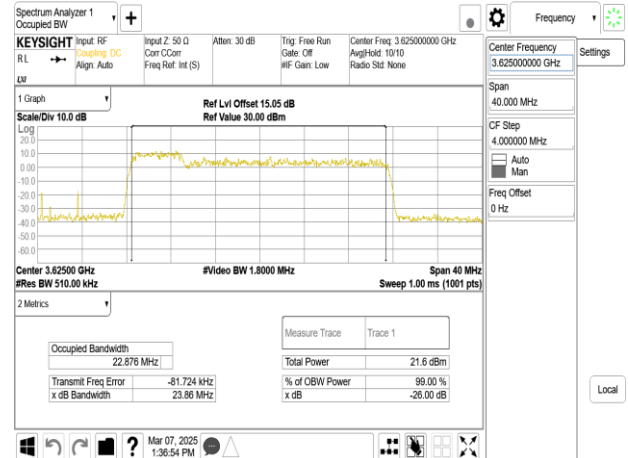 Spectrum Analyzer 1
Occupied BW
Frequency
KEYSIGHT
RL
LXI
Input: RF
Coupling: DC
Align: Auto
Input Z: 50 Ω
Corr CCorr
Freq Ref: Int (S)
Atten: 30 dB
Trig: Free Run
Gate: Off
#IF Gain: Low
Center Freq: 3.625000000 GHz
Avg|Hold: 10/10
Radio Std: None
Center Frequency
3.625000000 GHz
Settings
Span
40.000 MHz
CF Step
4.000000 MHz
Auto
Man
Freq Offset
0 Hz
Local
1 Graph
Scale/Div 10.0 dB
Ref Lvl Offset 15.05 dB
Ref Value 30.00 dBm
Log
20.0
10.0
0.00
-10.0
-20.0
-30.0
-40.0
-50.0
-60.0
Center 3.62500 GHz
#Video BW 1.8000 MHz
Span 40 MHz
#Res BW 510.00 kHz
Sweep 1.00 ms (1001 pts)
2 Metrics
Measure Trace
Trace 1
Occupied Bandwidth
22.876 MHz
Total Power
21.6 dBm
Transmit Freq Error
-81.724 kHz
% of OBW Power
99.00 %
x dB Bandwidth
23.86 MHz
x dB
-26.00 dB
?
Mar 07, 2025
1:36:54 PM